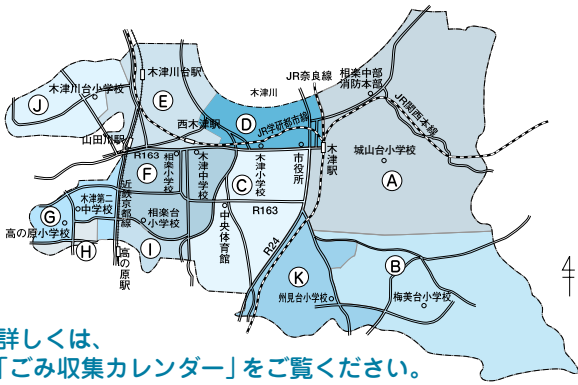 木津川台駅
木津川
JR奈良線
相楽中部
消防本部
木津川台小学校
J
E
西木津駅
D
JR学研都市線
JR関西本線
山田川駅
R163
F
相楽小学校
木津中学校
木津小学校
市役所
木津駅
城山台小学校
A
C
R163
木津第二
中学校
G
近鉄京都線
相楽台
小学校
高の原小学校
H
I
高の原駅
中央体育館
R24
K
B
州見台小学校
梅美台小学校
詳しくは、
「ごみ収集カレンダー」をご覧ください。